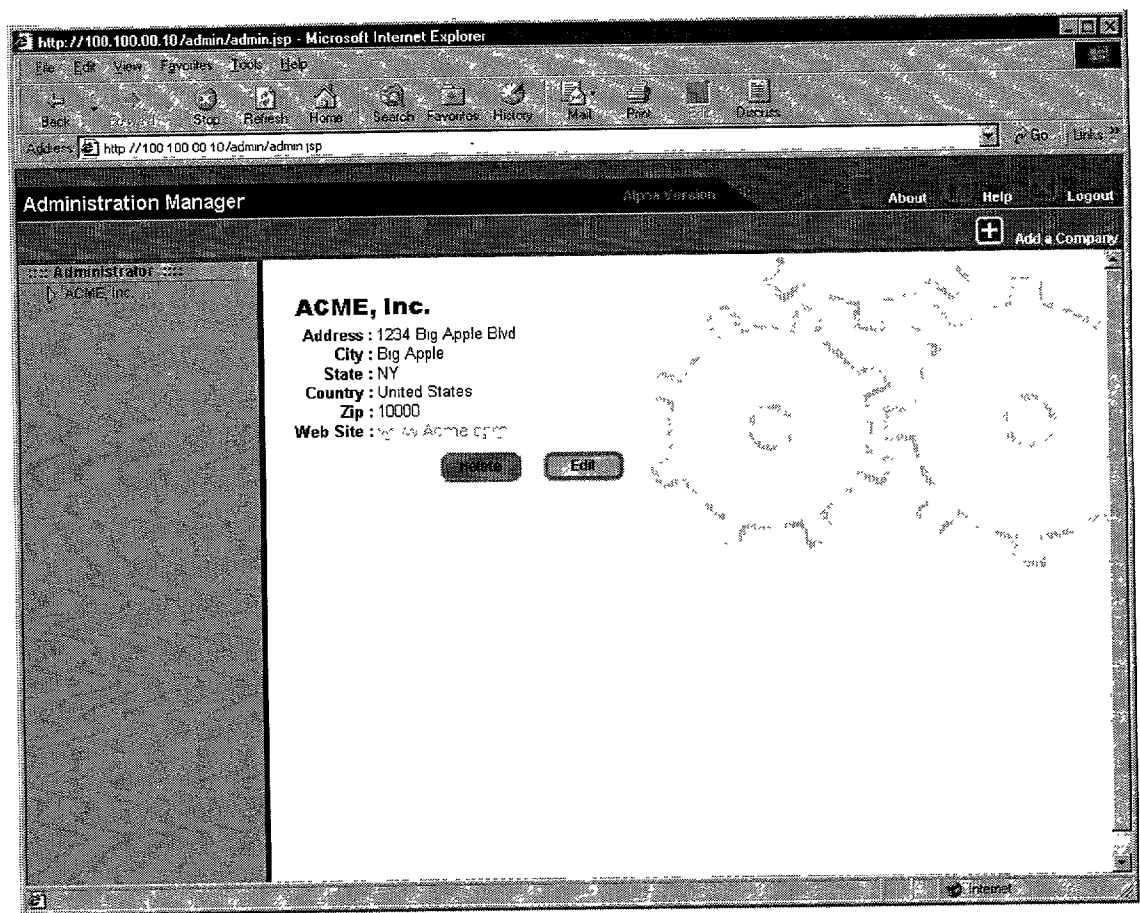 http://100.100.00.10/admin/admin.jsp - Microsoft Internet Explorer
File Edit View Favorites Tools Help
Back Forward Stop Refresh Home Search Favorites History Mail Print Edit Discuss
Address http //100 100 00 10/admin/admin jsp Go Links »
Administration Manager Alpha Version About Help Logout
Add a Company
:::: Administrator ::::
ACME, Inc.
ACME, Inc.
Address : 1234 Big Apple Blvd
City : Big Apple
State : NY
Country : United States
Zip : 10000
Web Site : Acme
Delete Edit
Internet